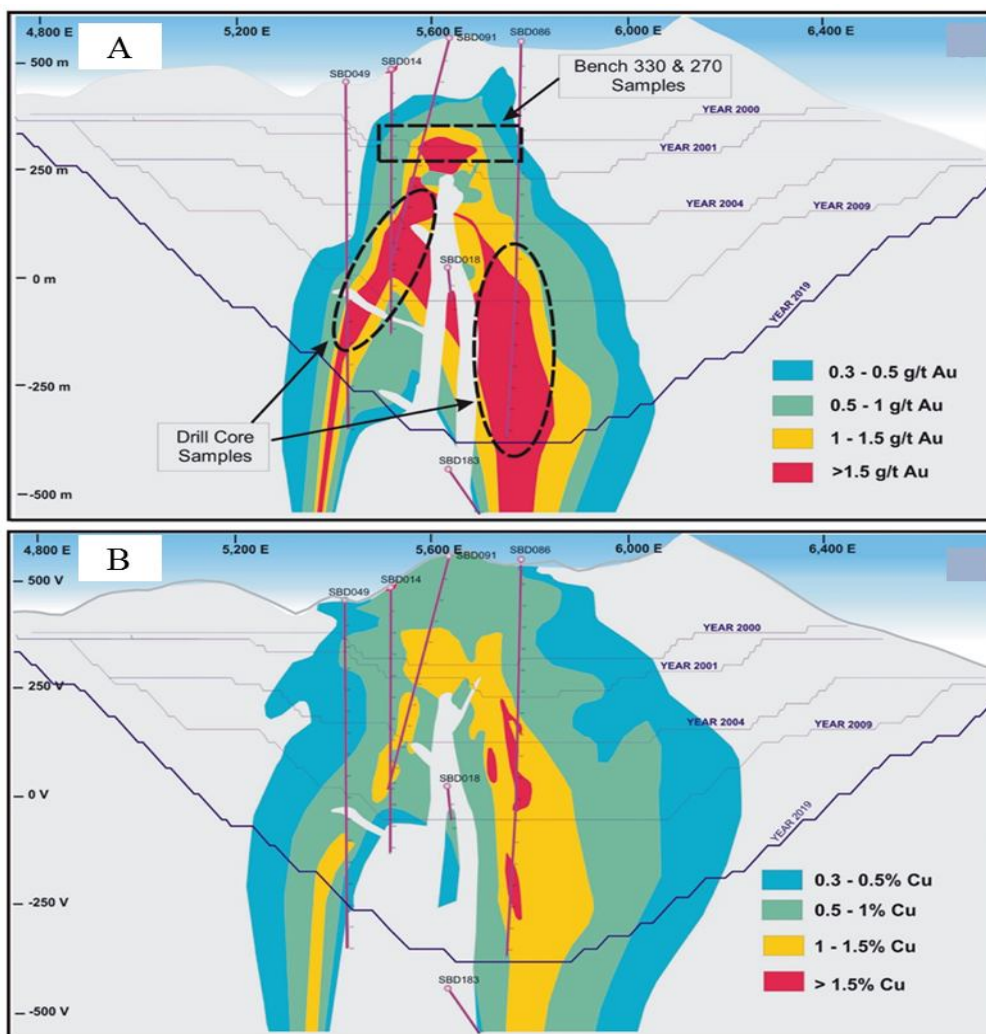 4,800 E 5,200 5,600 6,000 E 6,400
A
SBD091 SBD086
500 m
SBD014
SBD049
Bench 330 & 270
Samples
YEAR 2000
YEAR 2001
250 m
YEAR 2004
YEAR 2009
SBD018
0 m
YEAR 2019
0.3 - 0.5 g/t Au
-250 m
0.5 - 1 g/t Au
Drill Core
Samples
1 - 1.5 g/t Au
SBD183
>1.5 g/t Au
-500 m
4,800 E 5,200 5,600 6,000 E 6,400
B
SBD091 SBD086
500 V
SBD014
SBD049
YEAR 2000
YEAR 2001
250 V
YEAR 2004
YEAR 2009
SBD018
0 V
YEAR 2019
0.3 - 0.5% Cu
-250 V
0.5 - 1% Cu
1 - 1.5% Cu
SBD183
> 1.5% Cu
-500 V